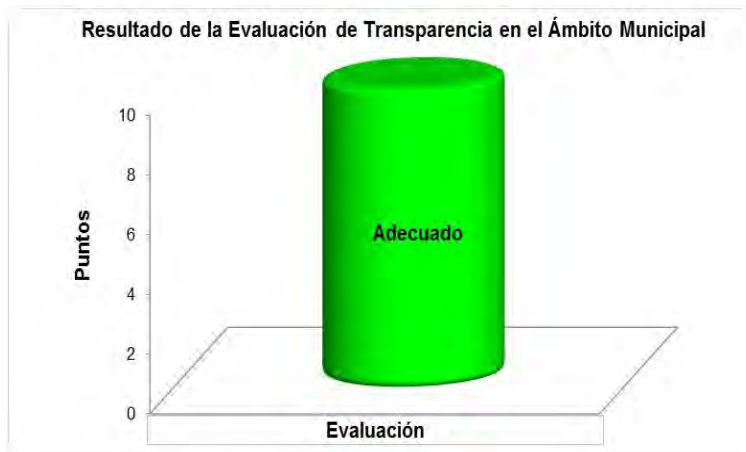 Resultado de la Evaluación de Transparencia en el Ámbito Municipal
10
8
6
4
2
0
Puntos
Adecuado
Evaluación